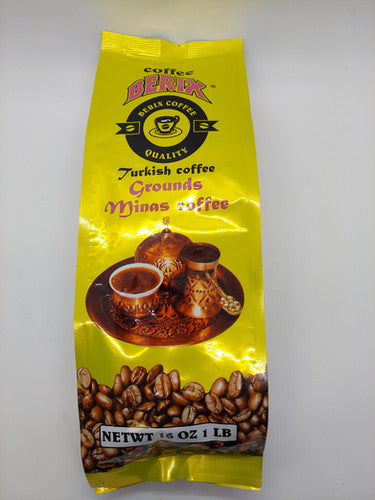 coffee
BERIX®
BERIX COFFEE
QUALITY
Turkish coffee
Grounds
Minas coffee
NETWT 16 OZ 1 LB